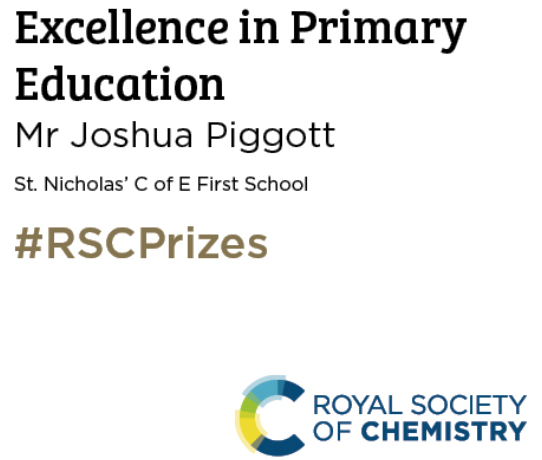 Excellence in Primary
Education
Mr Joshua Piggott
St. Nicholas’ C of E First School
#RSCPrizes
ROYAL SOCIETY
OF CHEMISTRY